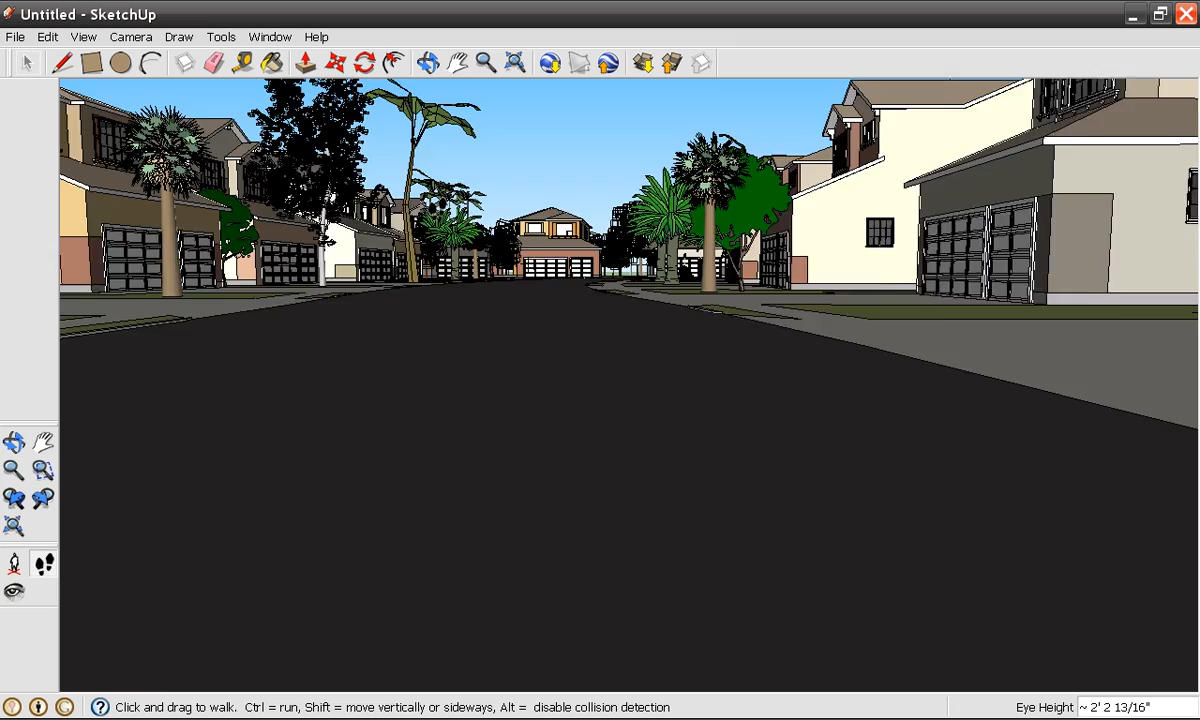 Untitled - SketchUp
File Edit View Camera Draw Tools Window Help
Click and drag to walk. Ctrl = run, Shift = move vertically or sideways, Alt = disable collision detection
Eye Height ~ 2' 2 13/16"